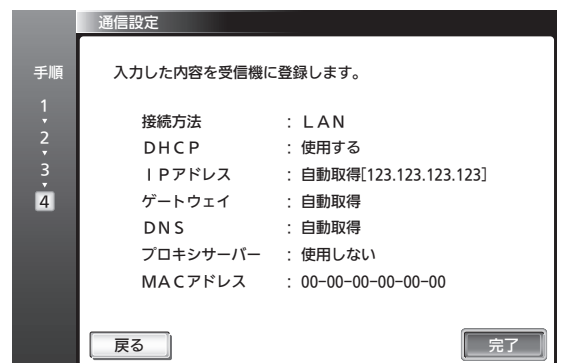 通信設定
手順
1
2
3
4
入力した内容を受信機に登録します。
接続方法 : ＬＡＮ
ＤＨＣＰ : 使用する
ＩＰアドレス : 自動取得[123.123.123.123]
ゲートウェイ : 自動取得
ＤＮＳ : 自動取得
プロキシサーバー : 使用しない
ＭＡＣアドレス : 00-00-00-00-00-00
戻る 完了